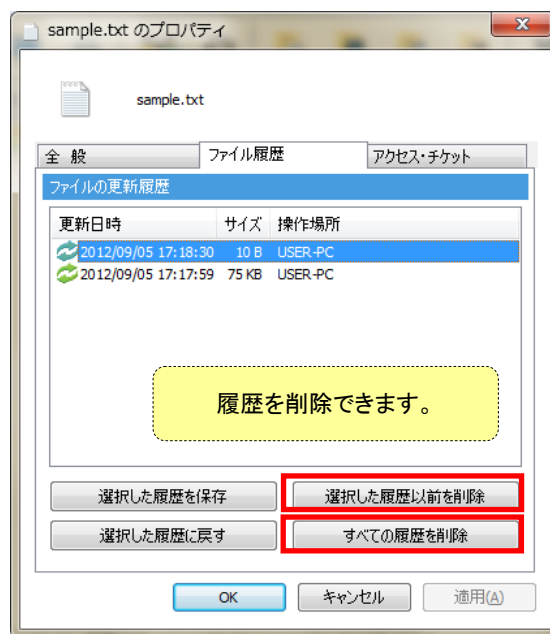 sample.txt のプロパティ
sample.txt
全 般 ファイル履歴 アクセス・チケット
ファイルの更新履歴
更新日時 サイズ 操作場所
2012/09/05 17:18:30 10 B USER-PC
2012/09/05 17:17:59 75 KB USER-PC
履歴を削除できます。
選択した履歴を保存 選択した履歴以前を削除
選択した履歴に戻す すべての履歴を削除
OK キャンセル 適用(A)